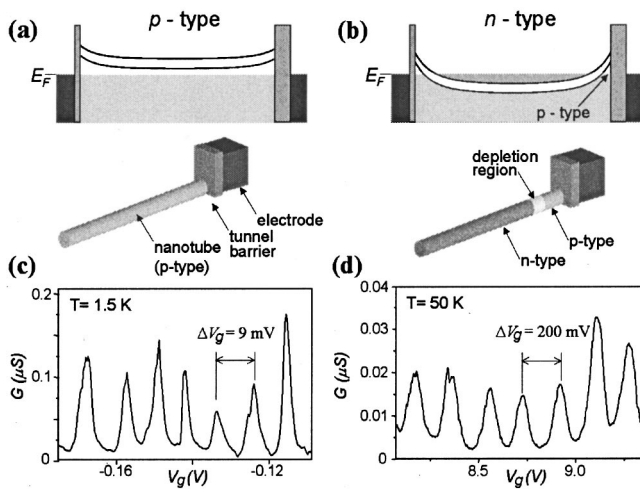 (a)
p - type
E_F
electrode
tunnel
barrier
nanotube
(p-type)
(b)
n - type
E_F
p - type
depletion
region
p-type
n-type
(c)
T= 1.5 K
ΔV_g = 9 mV
G (μS)
0.2
0.1
0
-0.16
-0.12
V_g(V)
(d)
T= 50 K
ΔV_g = 200 mV
G (μS)
0.04
0.03
0.02
0.01
0
8.5
9.0
V_g(V)